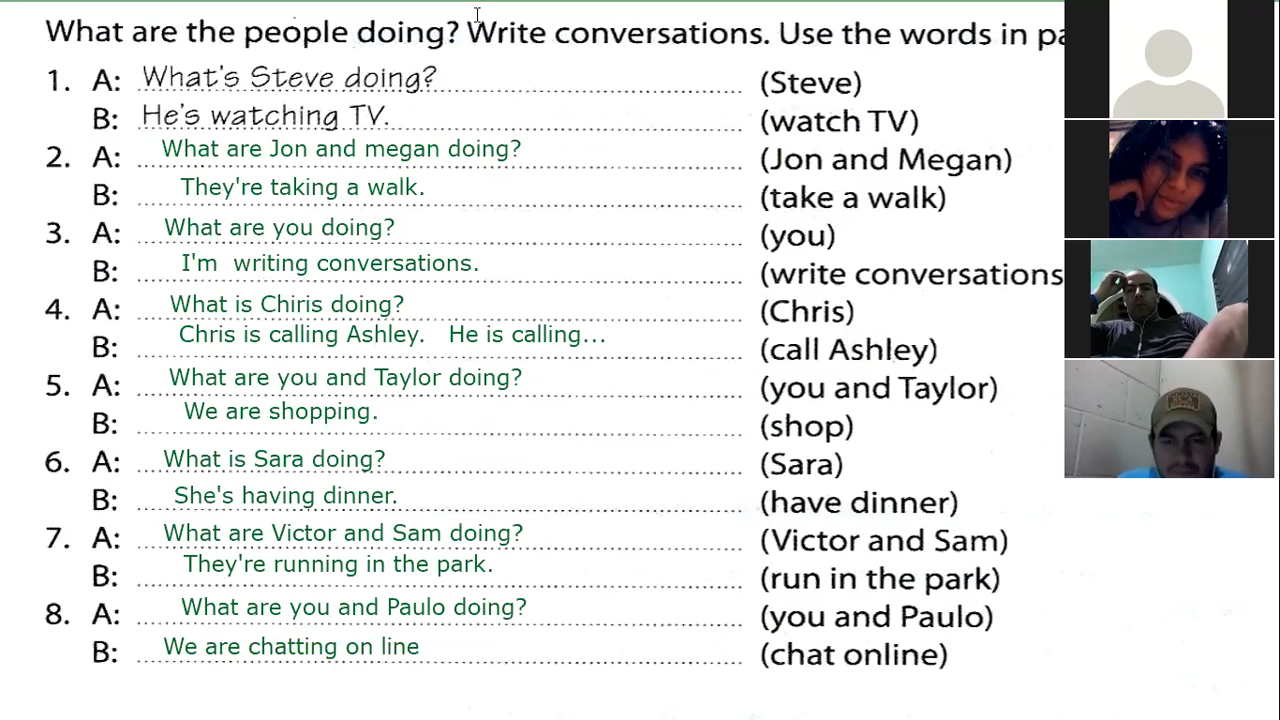 What are the people doing? Write conversations. Use the words in pa
1. A: What's Steve doing? (Steve)
B: He's watching TV. (watch TV)
2. A: What are Jon and megan doing? (Jon and Megan)
B: They're taking a walk. (take a walk)
3. A: What are you doing? (you)
B: I'm writing conversations. (write conversations
4. A: What is Chiris doing? (Chris)
B: Chris is calling Ashley. He is calling... (call Ashley)
5. A: What are you and Taylor doing? (you and Taylor)
B: We are shopping. (shop)
6. A: What is Sara doing? (Sara)
B: She's having dinner. (have dinner)
7. A: What are Victor and Sam doing? (Victor and Sam)
B: They're running in the park. (run in the park)
8. A: What are you and Paulo doing? (you and Paulo)
B: We are chatting on line (chat online)